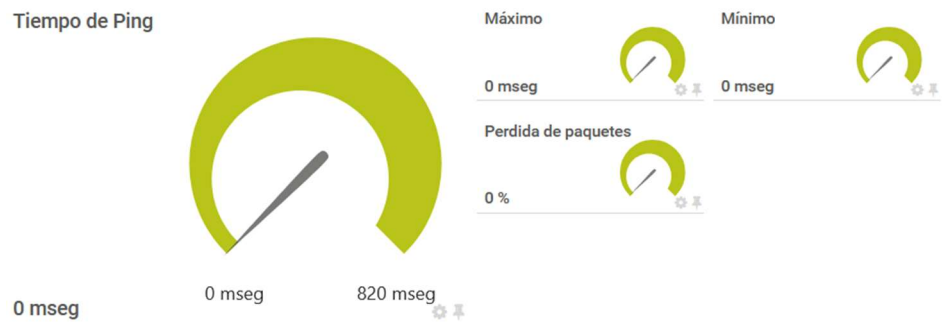 Tiempo de Ping
0 mseg
820 mseg
0 mseg
Máximo
0 mseg
Mínimo
0 mseg
Perdida de paquetes
0 %